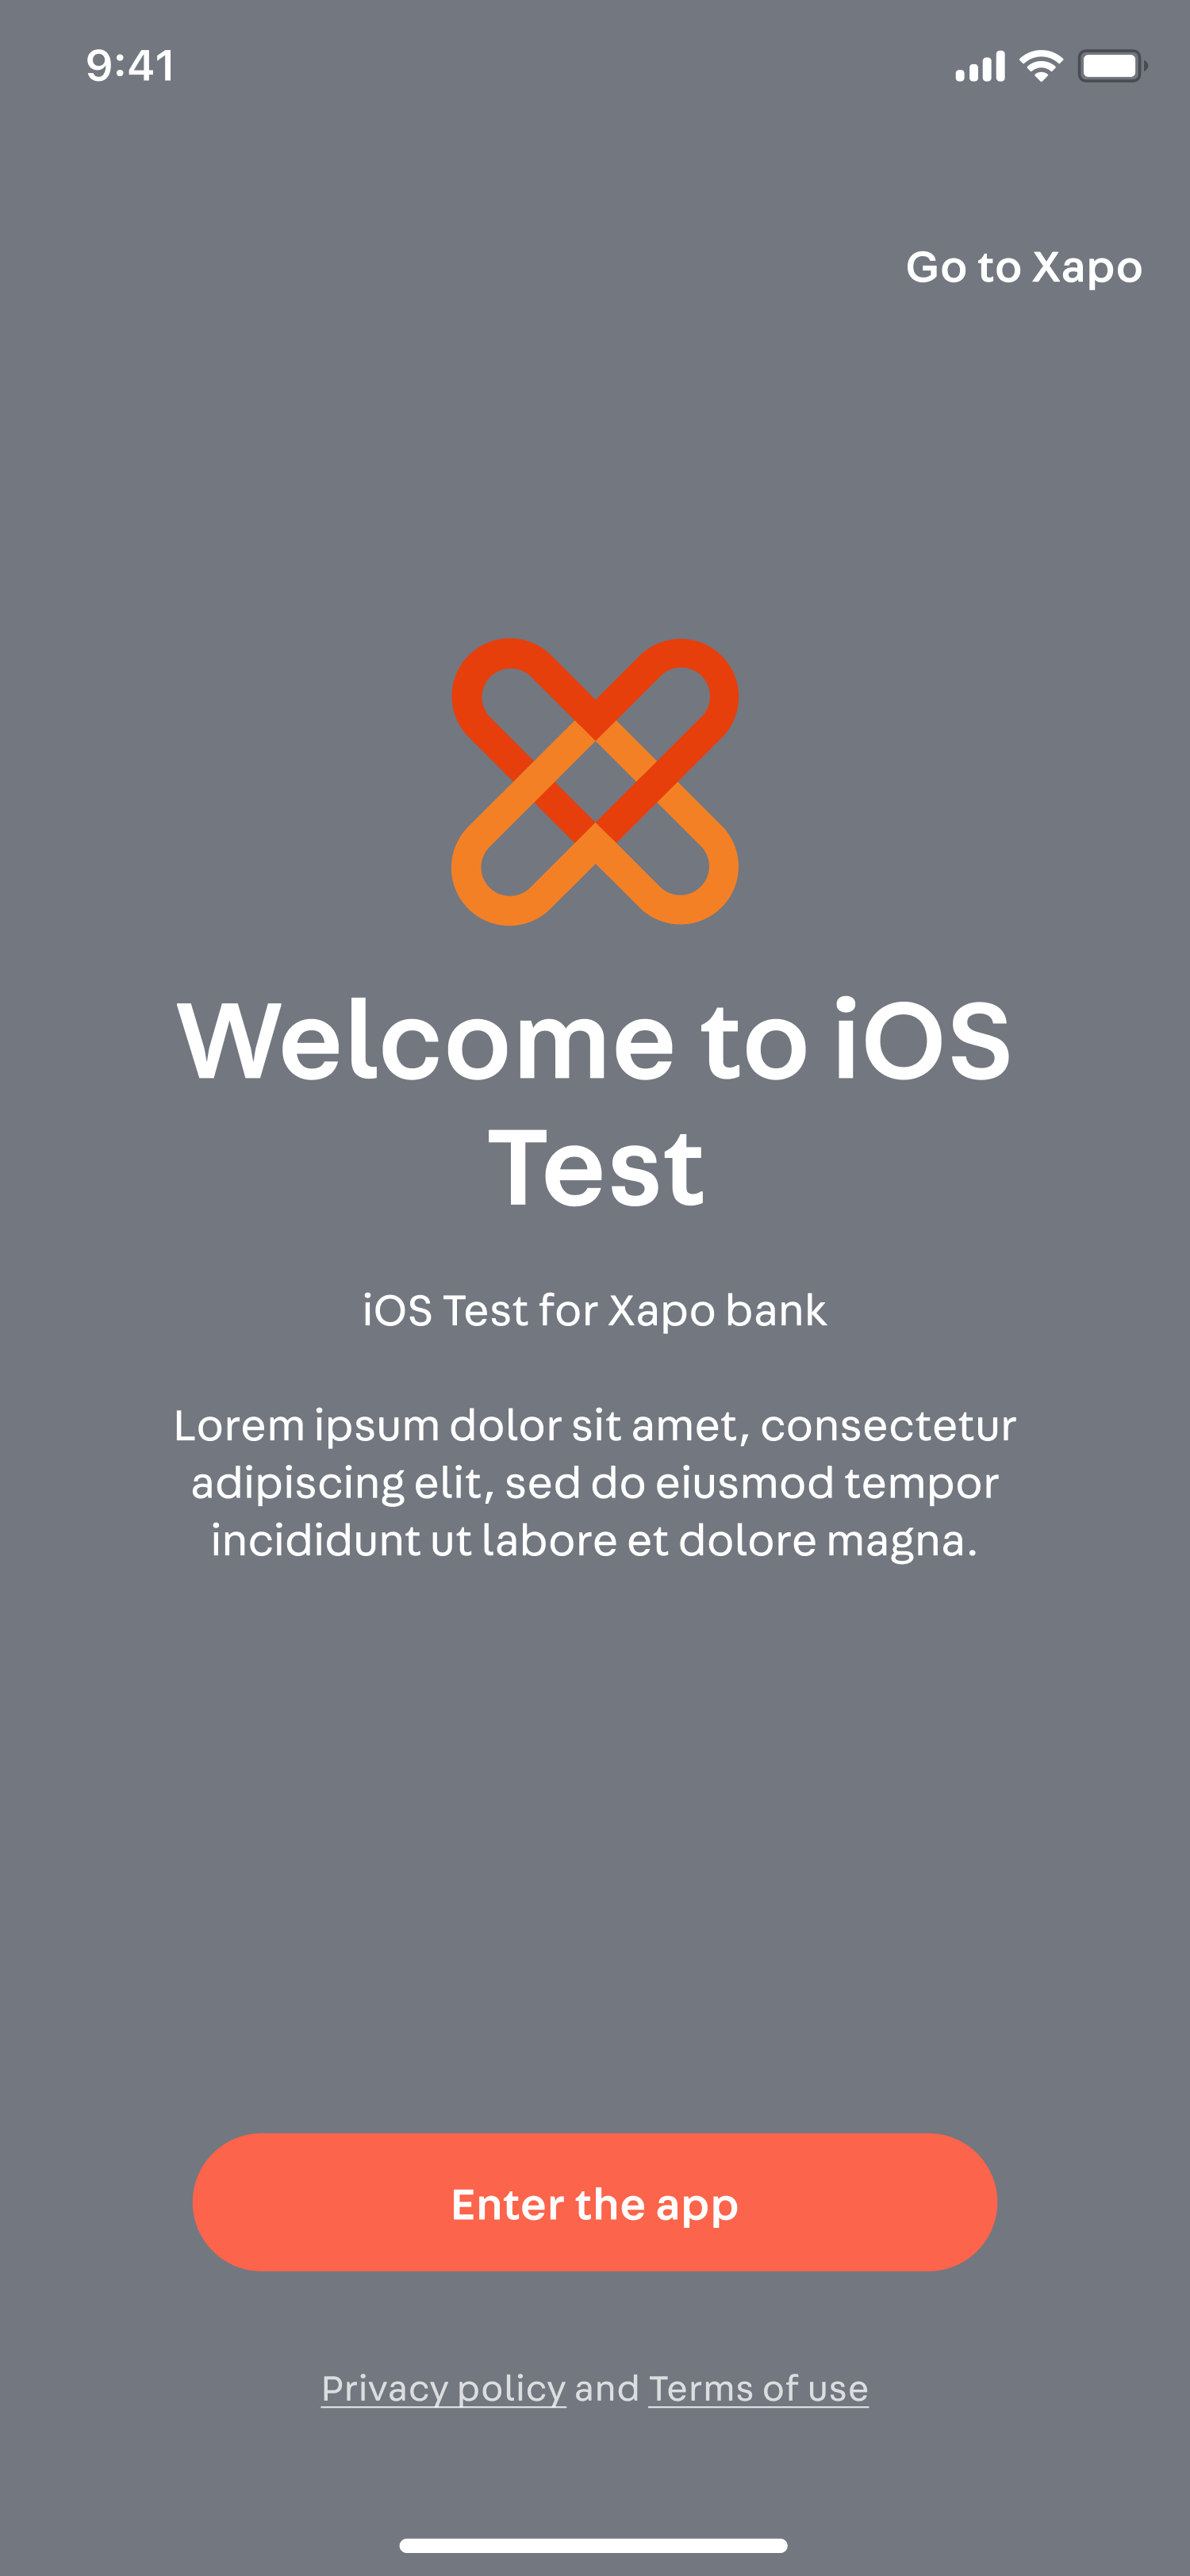 9:41
Go to Xapo
Welcome to iOS
Test
iOS Test for Xapo bank
Lorem ipsum dolor sit amet, consectetur
adipiscing elit, sed do eiusmod tempor
incididunt ut labore et dolore magna.
Enter the app
Privacy policy and Terms of use